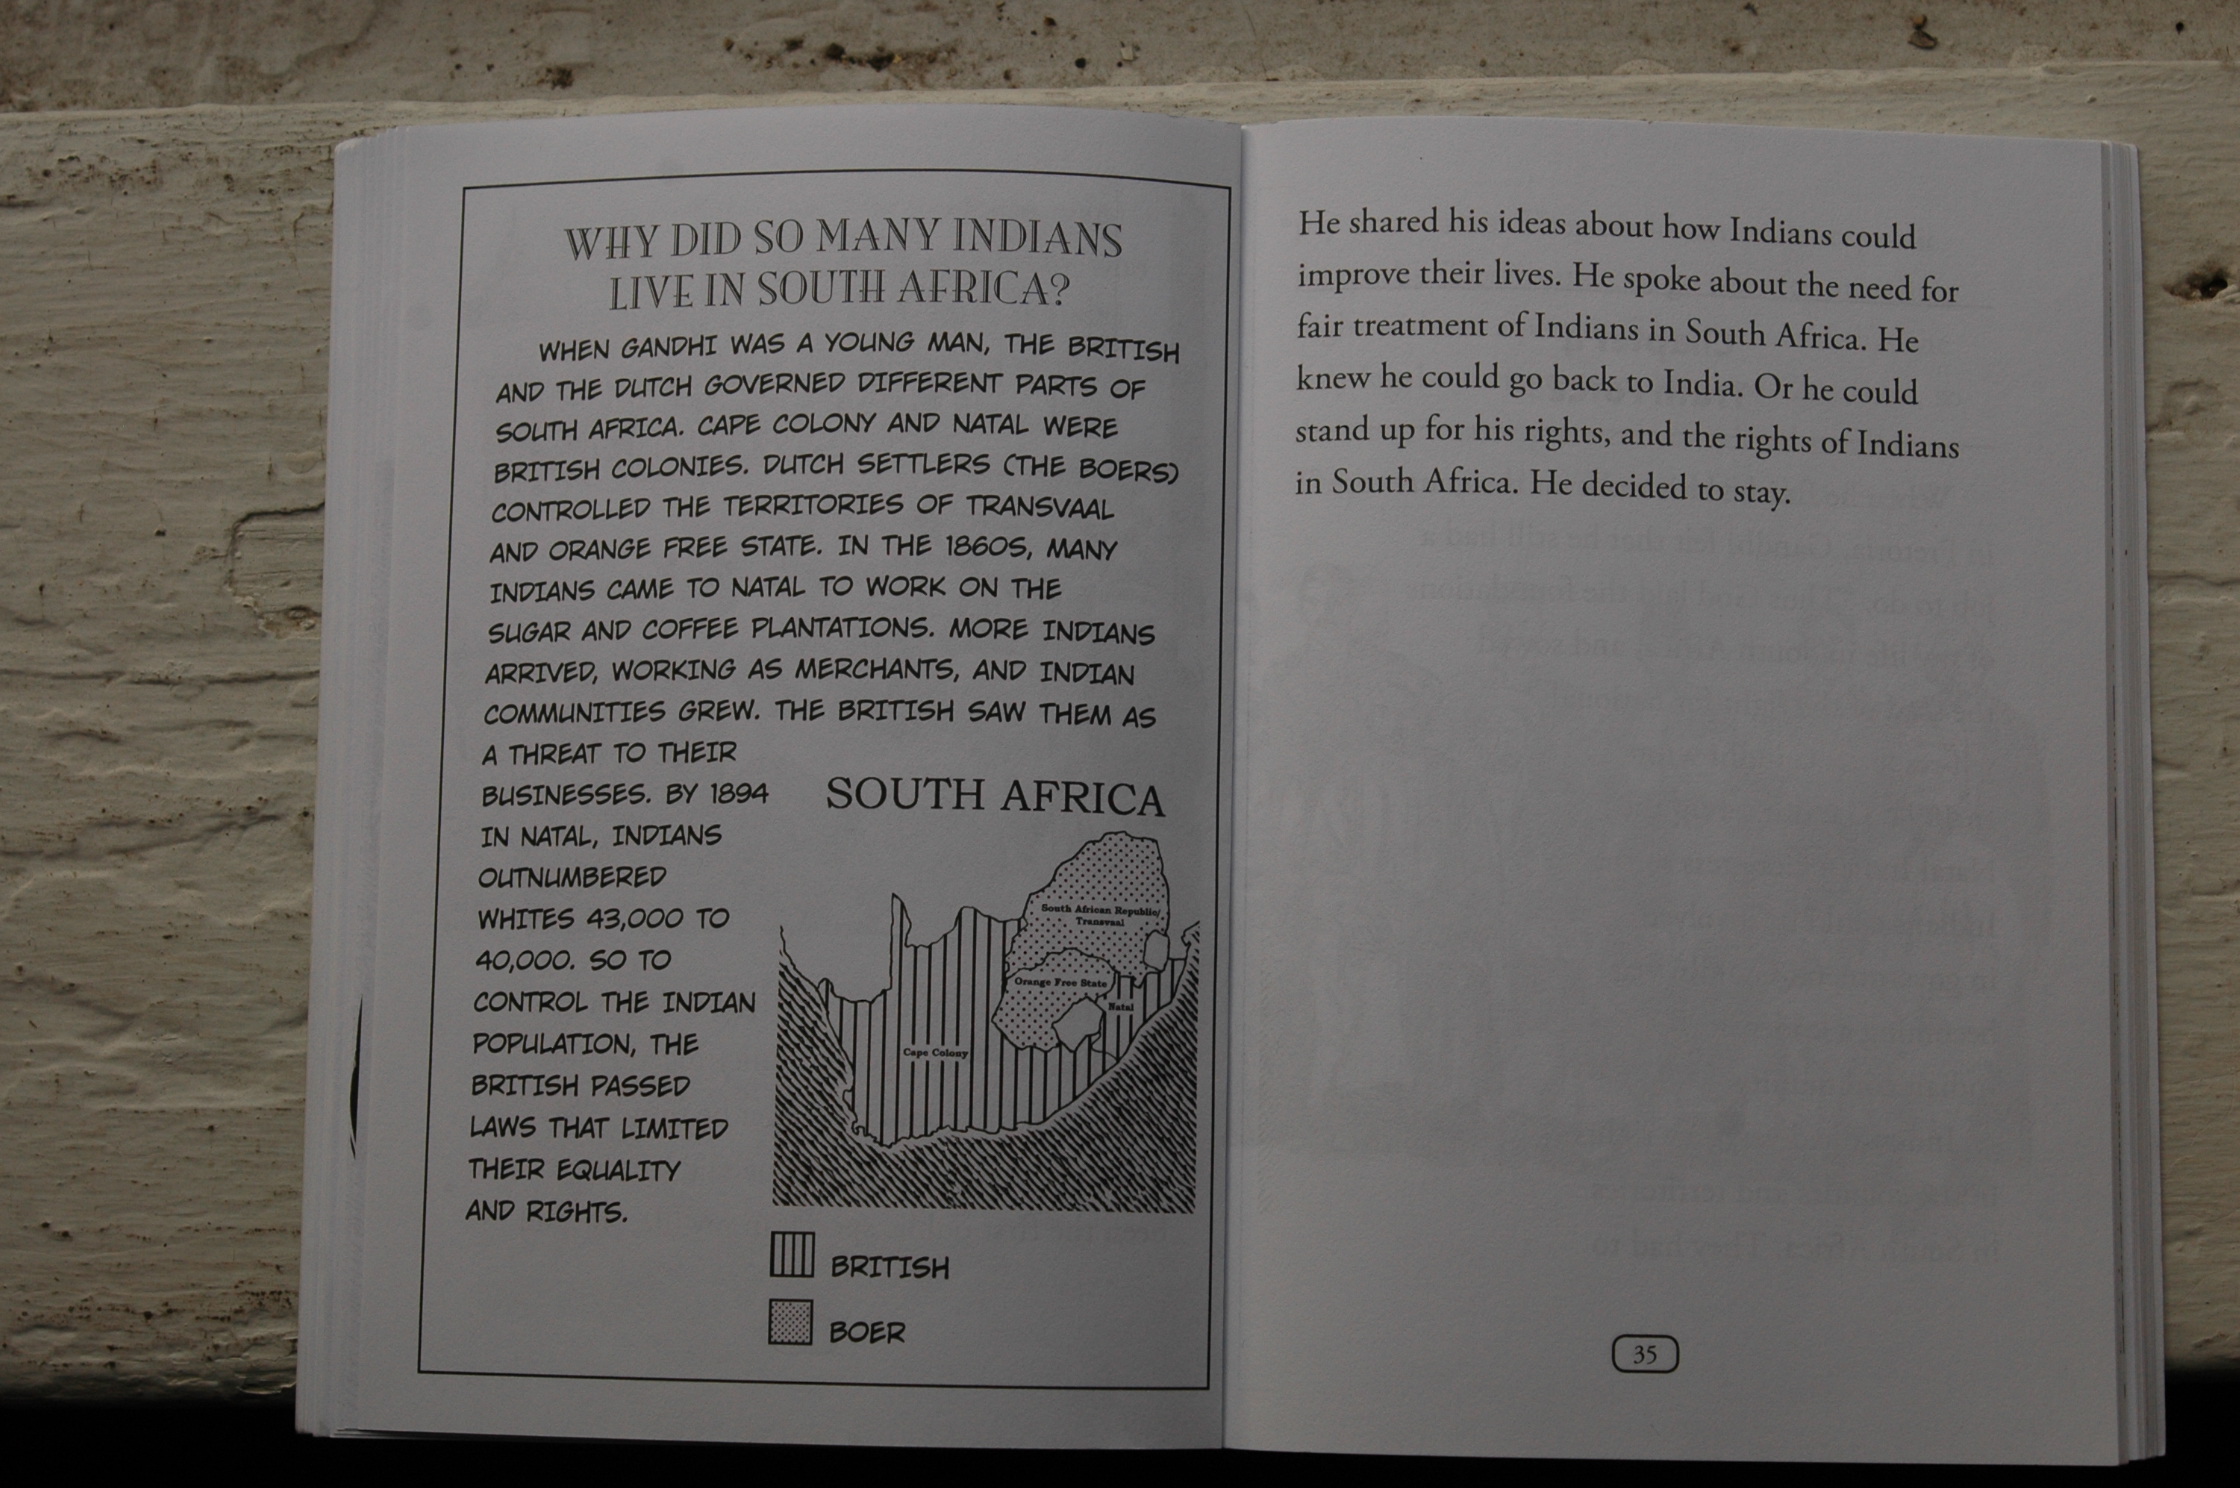 WHY DID SO MANY INDIANS
LIVE IN SOUTH AFRICA?
WHEN GANDHI WAS A YOUNG MAN, THE BRITISH
AND THE DUTCH GOVERNED DIFFERENT PARTS OF
SOUTH AFRICA. CAPE COLONY AND NATAL WERE
BRITISH COLONIES. DUTCH SETTLERS (THE BOERS)
CONTROLLED THE TERRITORIES OF TRANSVAAL
AND ORANGE FREE STATE. IN THE 1860S, MANY
INDIANS CAME TO NATAL TO WORK ON THE
SUGAR AND COFFEE PLANTATIONS. MORE INDIANS
ARRIVED, WORKING AS MERCHANTS, AND INDIAN
COMMUNITIES GREW. THE BRITISH SAW THEM AS
A THREAT TO THEIR
BUSINESSES. BY 1894
IN NATAL, INDIANS
OUTNUMBERED
WHITES 43,000 TO
40,000. SO TO
CONTROL THE INDIAN
POPULATION, THE
BRITISH PASSED
LAWS THAT LIMITED
THEIR EQUALITY
AND RIGHTS.
SOUTH AFRICA
South African Republic/
Transvaal
Orange Free State
Natal
Cape Colony
BRITISH
BOER
He shared his ideas about how Indians could
improve their lives. He spoke about the need for
fair treatment of Indians in South Africa. He
knew he could go back to India. Or he could
stand up for his rights, and the rights of Indians
in South Africa. He decided to stay.
35